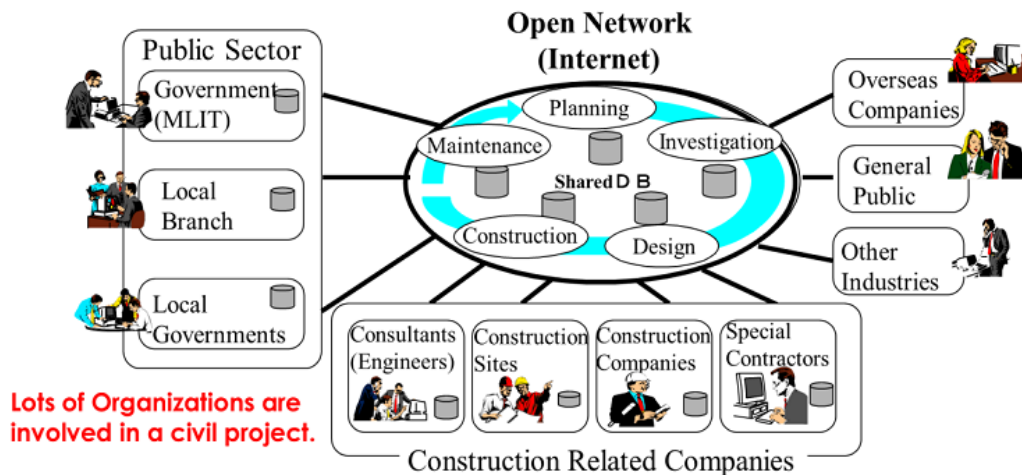 Open Network
(Internet)
Public Sector
Government
(MLIT)
Local
Branch
Local
Governments
Planning
Maintenance
Investigation
Shared D B
Construction
Design
Overseas
Companies
General
Public
Other
Industries
Consultants
(Engineers)
Construction
Sites
Construction
Companies
Special
Contractors
Construction Related Companies
Lots of Organizations are
involved in a civil project.